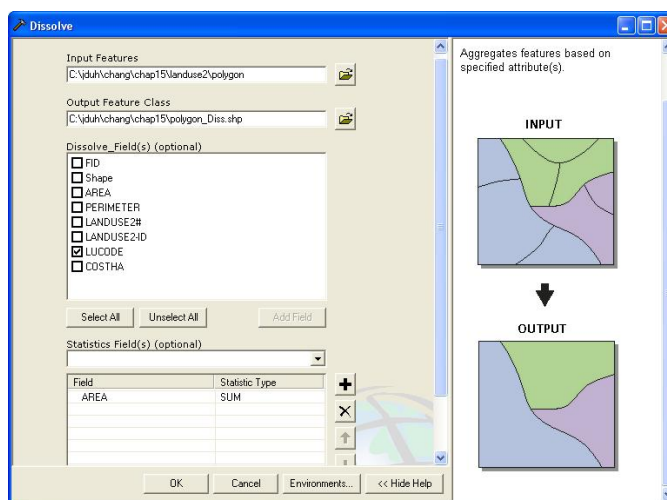 Dissolve
Input Features
C:\jduh\chang\chap15\landuse2\polygon
Output Feature Class
C:\jduh\chang\chap15\polygon_Diss.shp
Dissolve_Field(s) (optional)
FID
Shape
AREA
PERIMETER
LANDUSE2#
LANDUSE2-ID
LUCODE
COSTHA
Select All Unselect All Add Field
Statistics Field(s) (optional)
Field Statistic Type
AREA SUM
OK Cancel Environments... << Hide Help
Aggregates features based on
specified attribute(s).
INPUT
OUTPUT